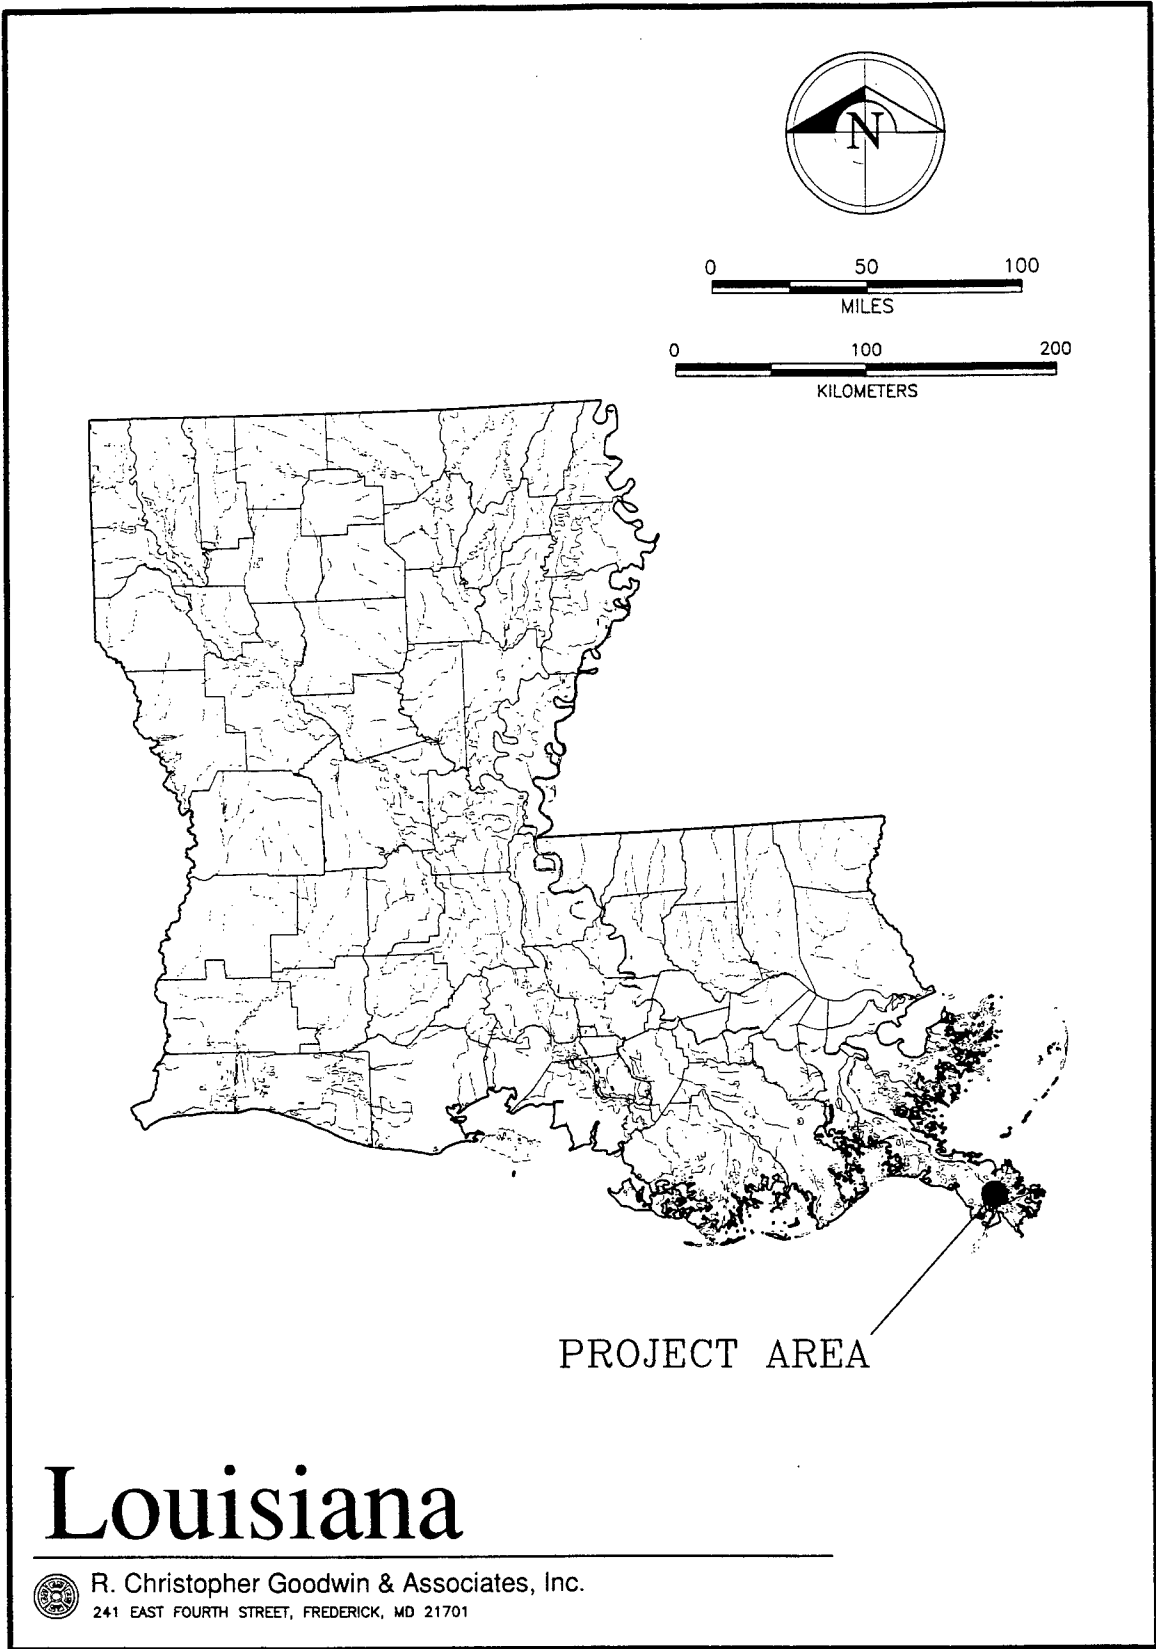 N
0 50 100
MILES
0 100 200
KILOMETERS
PROJECT AREA
Louisiana
R. Christopher Goodwin & Associates, Inc.
241 EAST FOURTH STREET, FREDERICK, MD 21701